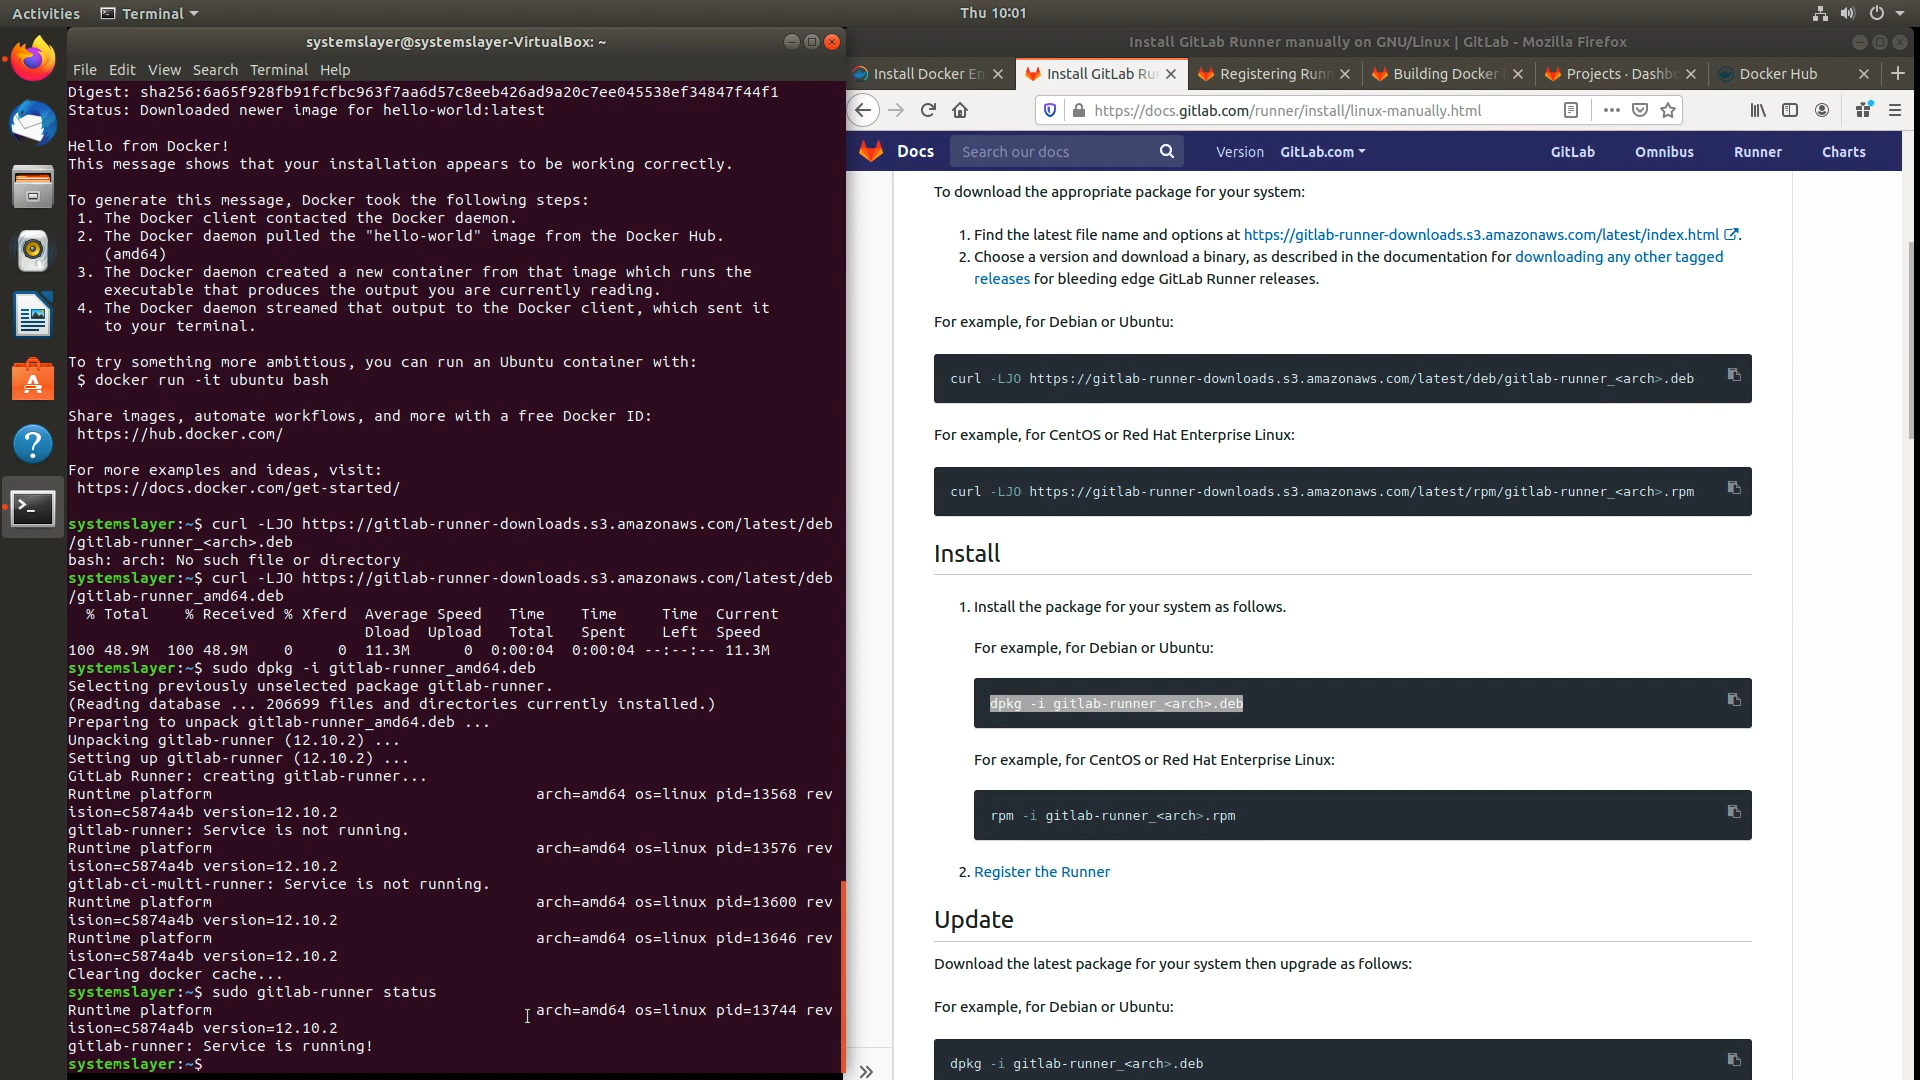 Activities
Terminal
Thu 10:01
systemslayer@systemslayer-VirtualBox: ~
File Edit View Search Terminal Help
Digest: sha256:6a65f928fb91fcfbc963f7aa6d57c8eeb426ad9a20c7ee045538ef34847f44f1
Status: Downloaded newer image for hello-world:latest
Hello from Docker!
This message shows that your installation appears to be working correctly.
To generate this message, Docker took the following steps:
1. The Docker client contacted the Docker daemon.
2. The Docker daemon pulled the "hello-world" image from the Docker Hub.
(amd64)
3. The Docker daemon created a new container from that image which runs the
executable that produces the output you are currently reading.
4. The Docker daemon streamed that output to the Docker client, which sent it
to your terminal.
To try something more ambitious, you can run an Ubuntu container with:
$ docker run -it ubuntu bash
Share images, automate workflows, and more with a free Docker ID:
https://hub.docker.com/
For more examples and ideas, visit:
https://docs.docker.com/get-started/
systemslayer:~$ curl -LJO https://gitlab-runner-downloads.s3.amazonaws.com/latest/deb
/gitlab-runner_<arch>.deb
bash: arch: No such file or directory
systemslayer:~$ curl -LJO https://gitlab-runner-downloads.s3.amazonaws.com/latest/deb
/gitlab-runner_amd64.deb
% Total % Received % Xferd Average Speed Time Time Time Current
Dload Upload Total Spent Left Speed
100 48.9M 100 48.9M 0 0 11.3M 0 0:00:04 0:00:04 --:--:-- 11.3M
systemslayer:~$ sudo dpkg -i gitlab-runner_amd64.deb
Selecting previously unselected package gitlab-runner.
(Reading database ... 206699 files and directories currently installed.)
Preparing to unpack gitlab-runner_amd64.deb ...
Unpacking gitlab-runner (12.10.2) ...
Setting up gitlab-runner (12.10.2) ...
GitLab Runner: creating gitlab-runner...
Runtime platform arch=amd64 os=linux pid=13568 rev
ision=c5874a4b version=12.10.2
gitlab-runner: Service is not running.
Runtime platform arch=amd64 os=linux pid=13576 rev
ision=c5874a4b version=12.10.2
gitlab-ci-multi-runner: Service is not running.
Runtime platform arch=amd64 os=linux pid=13600 rev
ision=c5874a4b version=12.10.2
Runtime platform arch=amd64 os=linux pid=13646 rev
ision=c5874a4b version=12.10.2
Clearing docker cache...
systemslayer:~$ sudo gitlab-runner status
Runtime platform arch=amd64 os=linux pid=13744 rev
ision=c5874a4b version=12.10.2
gitlab-runner: Service is running!
systemslayer:~$
Install GitLab Runner manually on GNU/Linux | GitLab - Mozilla Firefox
Install Docker En
Install GitLab Ru
Registering Runn
Building Docker
Projects · Dashb
Docker Hub
https://docs.gitlab.com/runner/install/linux-manually.html
Docs
Search our docs
Version GitLab.com
GitLab Omnibus Runner Charts
To download the appropriate package for your system:
1. Find the latest file name and options at https://gitlab-runner-downloads.s3.amazonaws.com/latest/index.html .
2. Choose a version and download a binary, as described in the documentation for downloading any other tagged
releases for bleeding edge GitLab Runner releases.
For example, for Debian or Ubuntu:
curl -LJO https://gitlab-runner-downloads.s3.amazonaws.com/latest/deb/gitlab-runner_<arch>.deb
For example, for CentOS or Red Hat Enterprise Linux:
curl -LJO https://gitlab-runner-downloads.s3.amazonaws.com/latest/rpm/gitlab-runner_<arch>.rpm
Install
1. Install the package for your system as follows.
For example, for Debian or Ubuntu:
dpkg -i gitlab-runner_<arch>.deb
For example, for CentOS or Red Hat Enterprise Linux:
rpm -i gitlab-runner_<arch>.rpm
2. Register the Runner
Update
Download the latest package for your system then upgrade as follows:
For example, for Debian or Ubuntu:
dpkg -i gitlab-runner_<arch>.deb